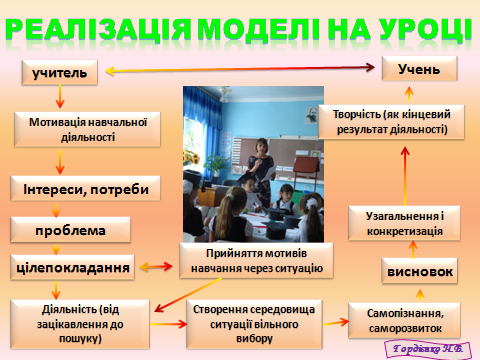 РЕАЛІЗАЦІЯ МОДЕЛІ НА УРОЦІ
учитель
Учень
Мотивація навчальної
діяльності
Творчість (як кінцевий
результат діяльності)
Інтереси, потреби
проблема
Узагальнення і
конкретизація
цілепокладання
Прийняття мотивів
навчання через ситуацію
висновок
Діяльність (від
зацікавлення до
пошуку)
Створення середовища
ситуації вільного
вибору
Самопізнання,
саморозвиток
Гордієнко Н.В.